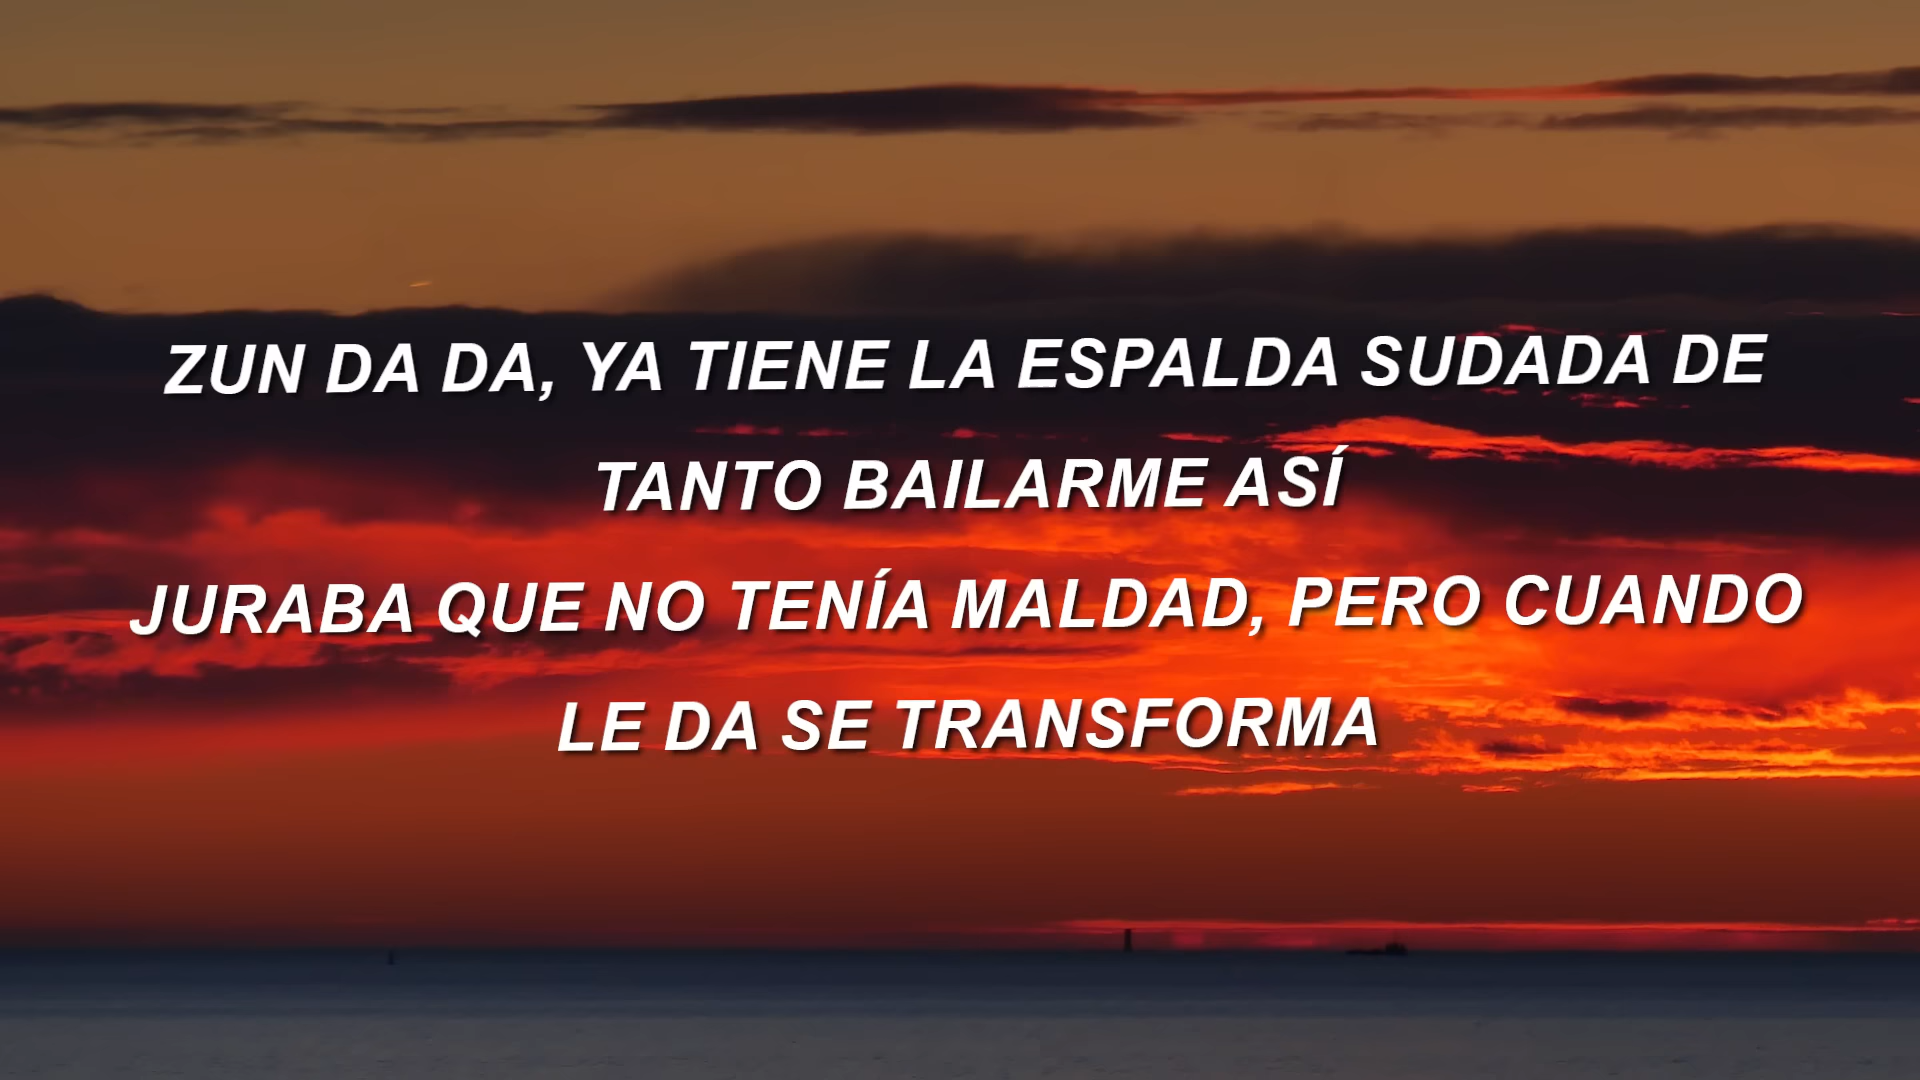 ZUN DA DA, YA TIENE LA ESPALDA SUDADA DE
TANTO BAILARME ASÍ
JURABA QUE NO TENÍA MALDAD, PERO CUANDO
LE DA SE TRANSFORMA